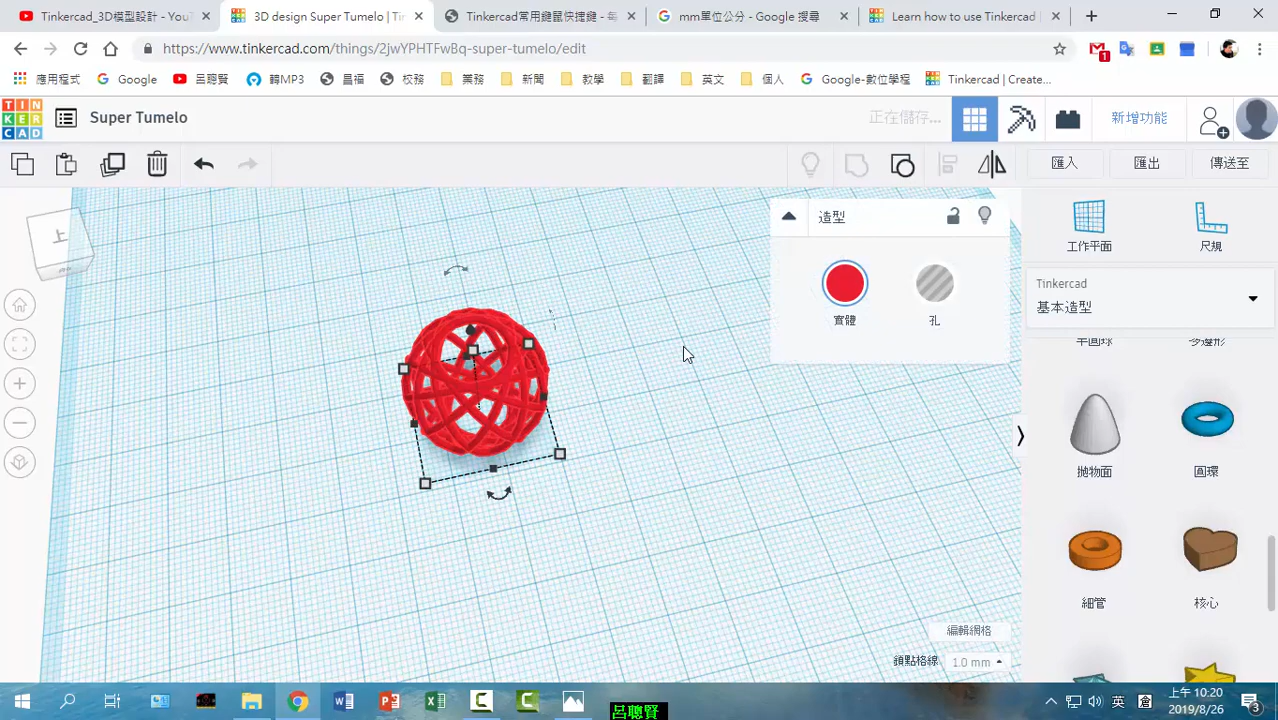 Tinkercad_3D模型設計 - YouT
3D design Super Tumelo | Tin
Tinkercad常用鍵鼠快捷鍵 - 每
mm單位公分 - Google 搜尋
Learn how to use Tinkercad |
https://www.tinkercad.com/things/2jwYPHTFwBq-super-tumelo/edit
1
應用程式
Google
呂聰賢
轉MP3
昌福
校務
業務
新聞
教學
翻譯
英文
個人
Google-數位學程
Tinkercad | Create...
TIN
KER
CAD
Super Tumelo
正在儲存...
新增功能
匯入
匯出
傳送至
上
造型
實體
孔
工作平面
尺規
Tinkercad
基本造型
半圓球
多邊形
拋物面
圓環
細管
核心
編輯網格
鎖點格線
1.0 mm
英
倉
上午 10:20
2019/8/26
3
呂聰賢